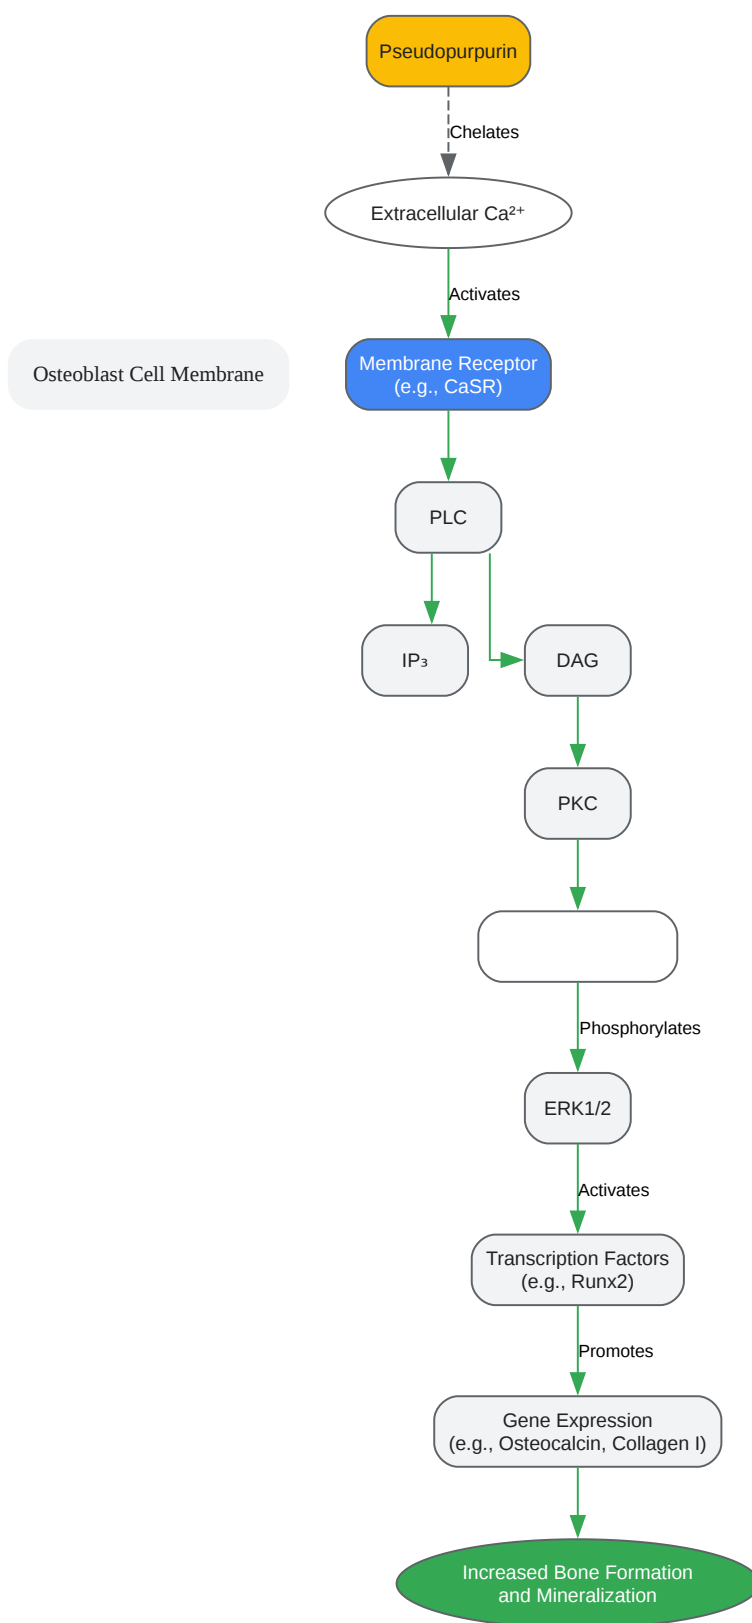 Pseudopurpurin
Chelates
Extracellular Ca²⁺
Activates
Osteoblast Cell Membrane
Membrane Receptor
(e.g., CaSR)
PLC
IP₃
DAG
PKC
Phosphorylates
ERK1/2
Activates
Transcription Factors
(e.g., Runx2)
Promotes
Gene Expression
(e.g., Osteocalcin, Collagen I)
Increased Bone Formation
and Mineralization